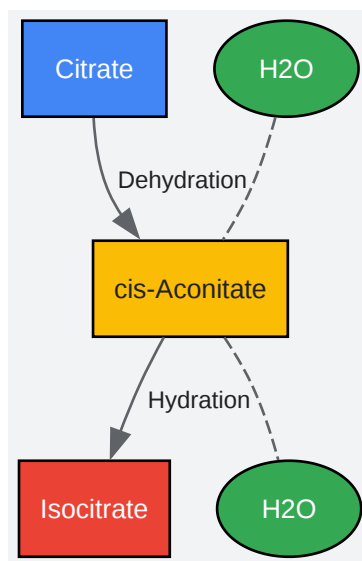 Citrate
H2O
Dehydration
cis-Aconitate
Hydration
Isocitrate
H2O